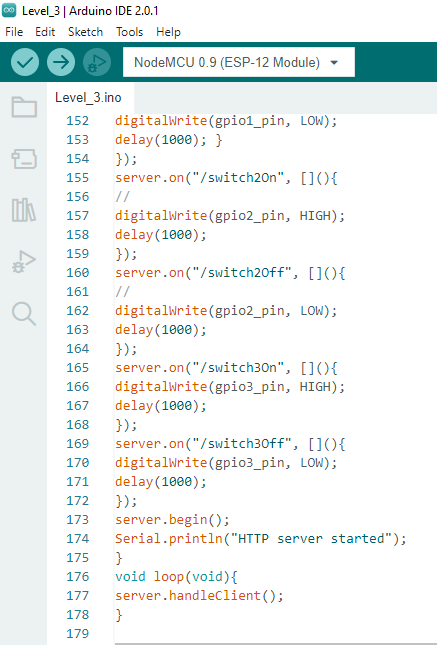 Level_3 | Arduino IDE 2.0.1
File Edit Sketch Tools Help
NodeMCU 0.9 (ESP-12 Module)
Level_3.ino
152 digitalWrite(gpio1_pin, LOW);
153 delay(1000); }
154 });
155 server.on("/switch2On", [](){
156 //
157 digitalWrite(gpio2_pin, HIGH);
158 delay(1000);
159 });
160 server.on("/switch2Off", [](){
161 //
162 digitalWrite(gpio2_pin, LOW);
163 delay(1000);
164 });
165 server.on("/switch3On", [](){
166 digitalWrite(gpio3_pin, HIGH);
167 delay(1000);
168 });
169 server.on("/switch3Off", [](){
170 digitalWrite(gpio3_pin, LOW);
171 delay(1000);
172 });
173 server.begin();
174 Serial.println("HTTP server started");
175 }
176 void loop(void){
177 server.handleClient();
178 }
179